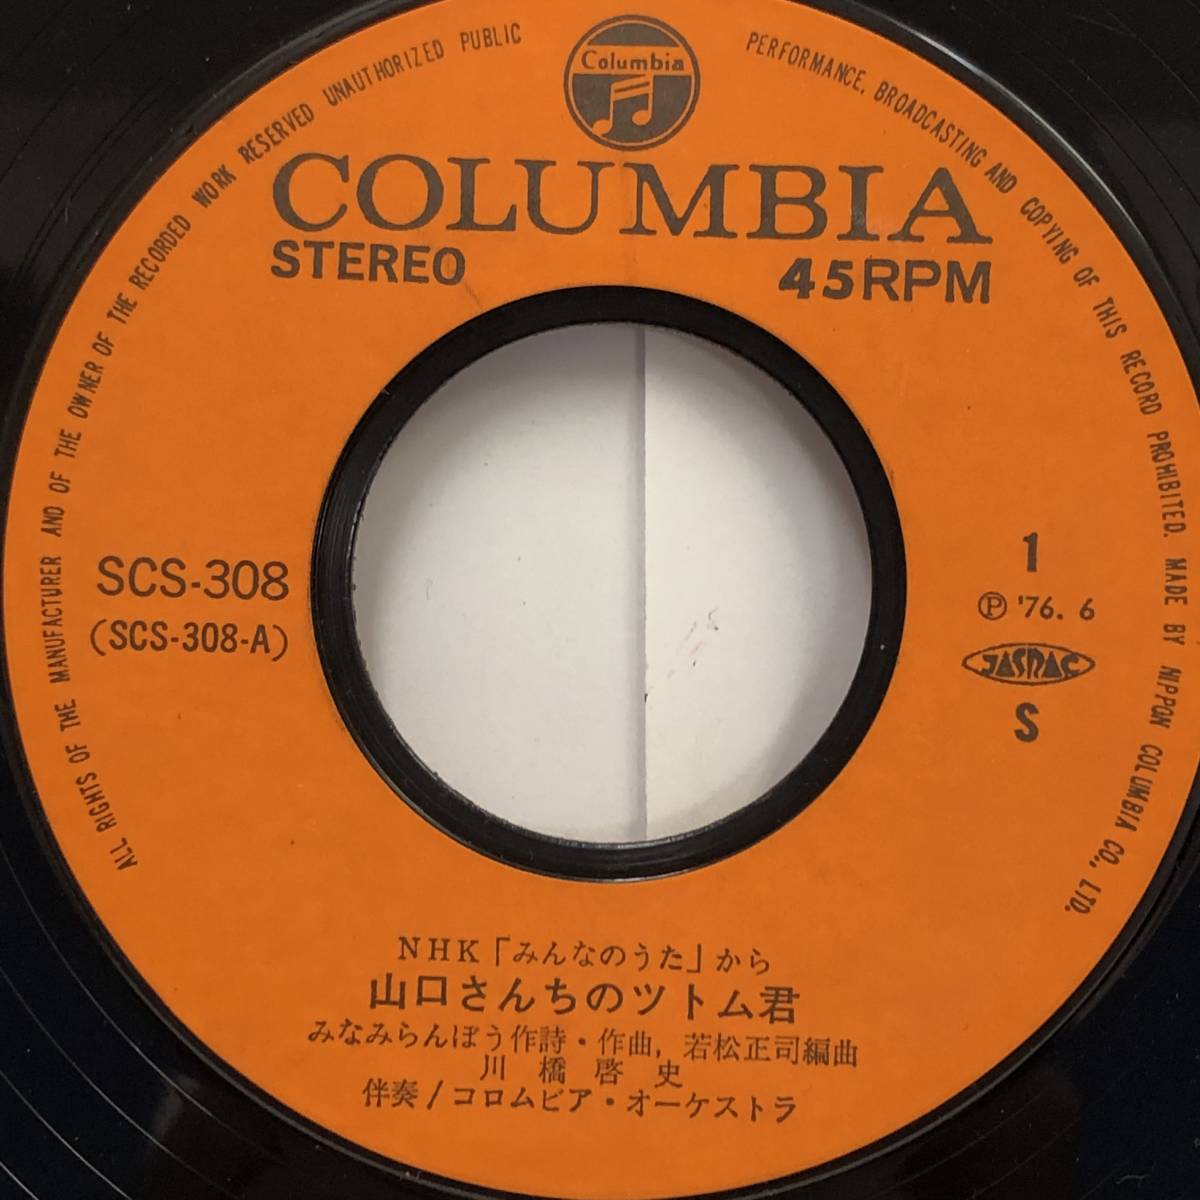 ALL RIGHTS OF THE MANUFACTURER AND OF THE OWNER OF THE RECORDED WORK RESERVED UNAUTHORIZED PUBLIC PERFORMANCE, BROADCASTING AND COPYING OF THIS RECORD PROHIBITED. MADE BY NIPPON COLUMBIA CO., LTD.
Columbia
COLUMBIA
STEREO 45RPM
SCS-308
(SCS-308-A)
1
Ⓟ '76. 6
JASRAC
S
NHK「みんなのうた」から
山口さんちのツトム君
みなみらんぼう作詩・作曲, 若松正司編曲
川橋啓史
伴奏/コロムビア・オーケストラ